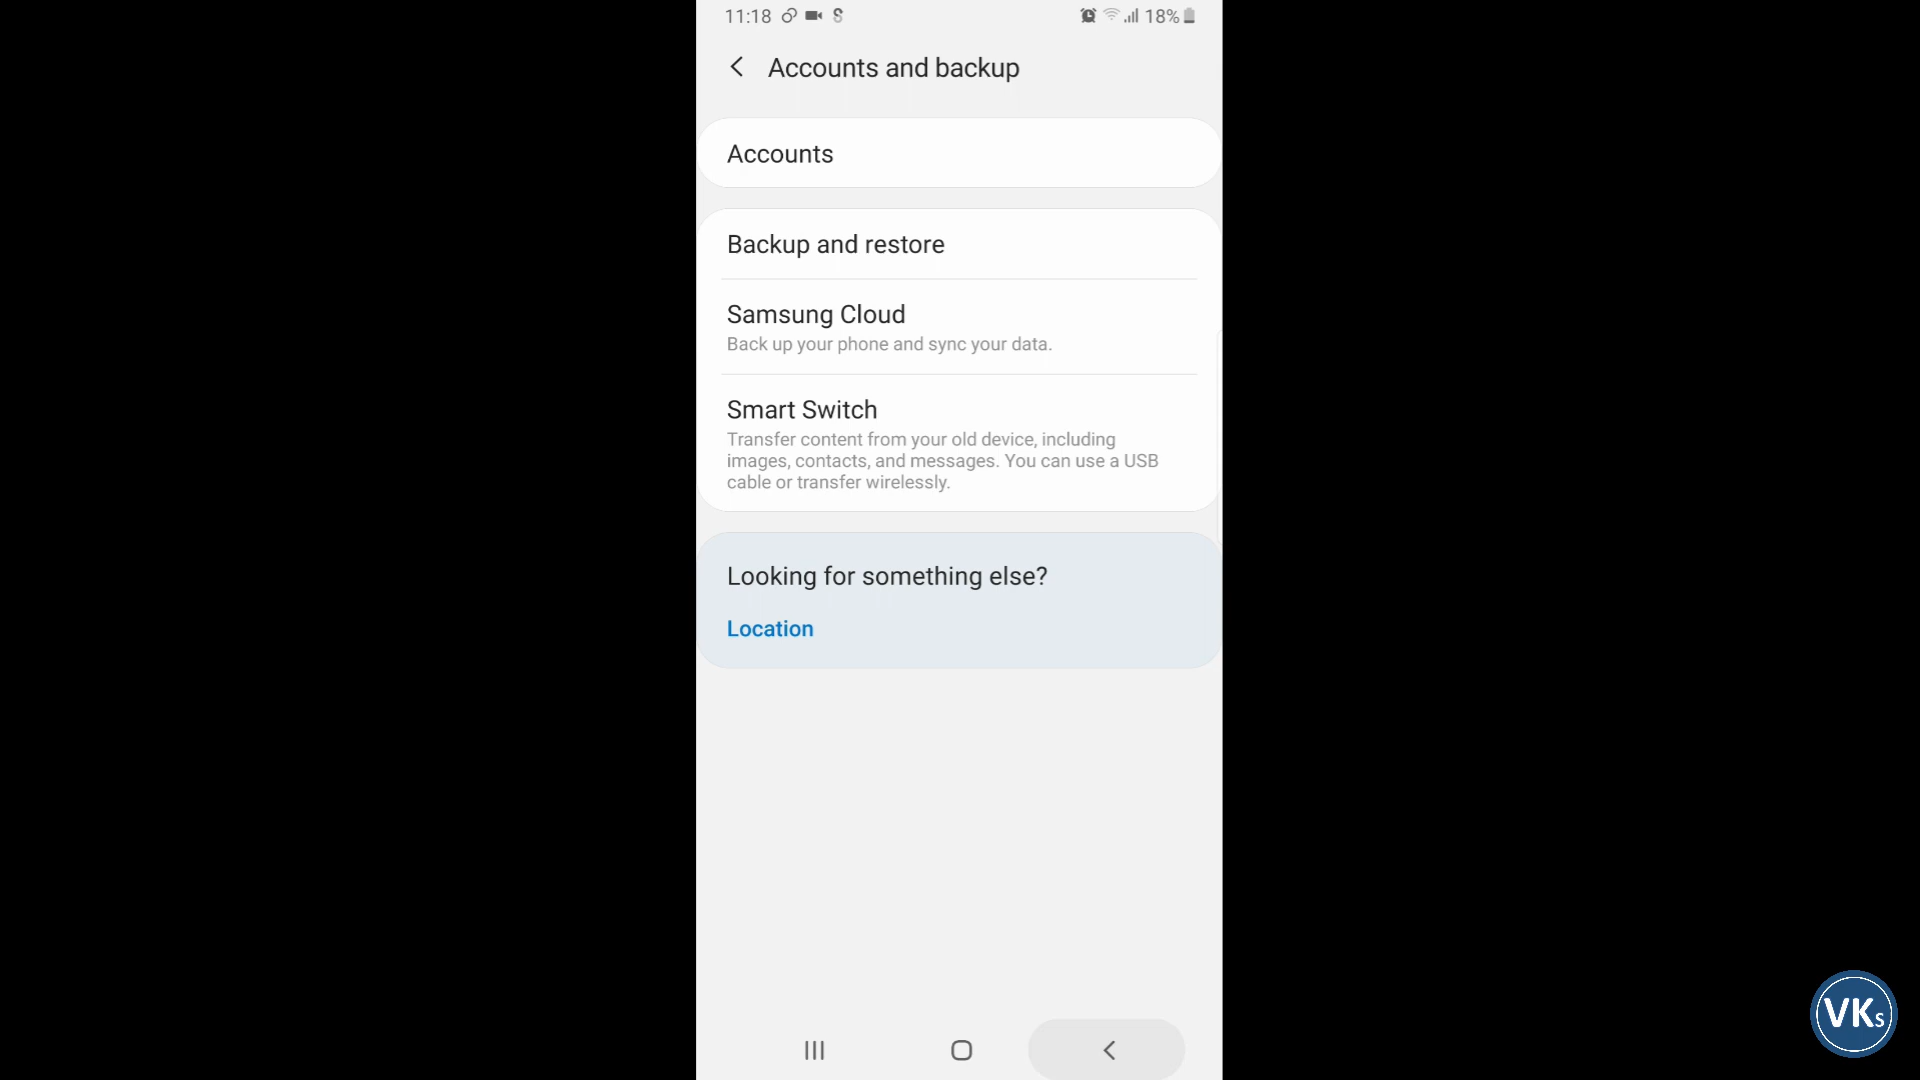 11:18
18%
Accounts and backup
Accounts
Backup and restore
Samsung Cloud
Back up your phone and sync your data.
Smart Switch
Transfer content from your old device, including
images, contacts, and messages. You can use a USB
cable or transfer wirelessly.
Looking for something else?
Location
VKs